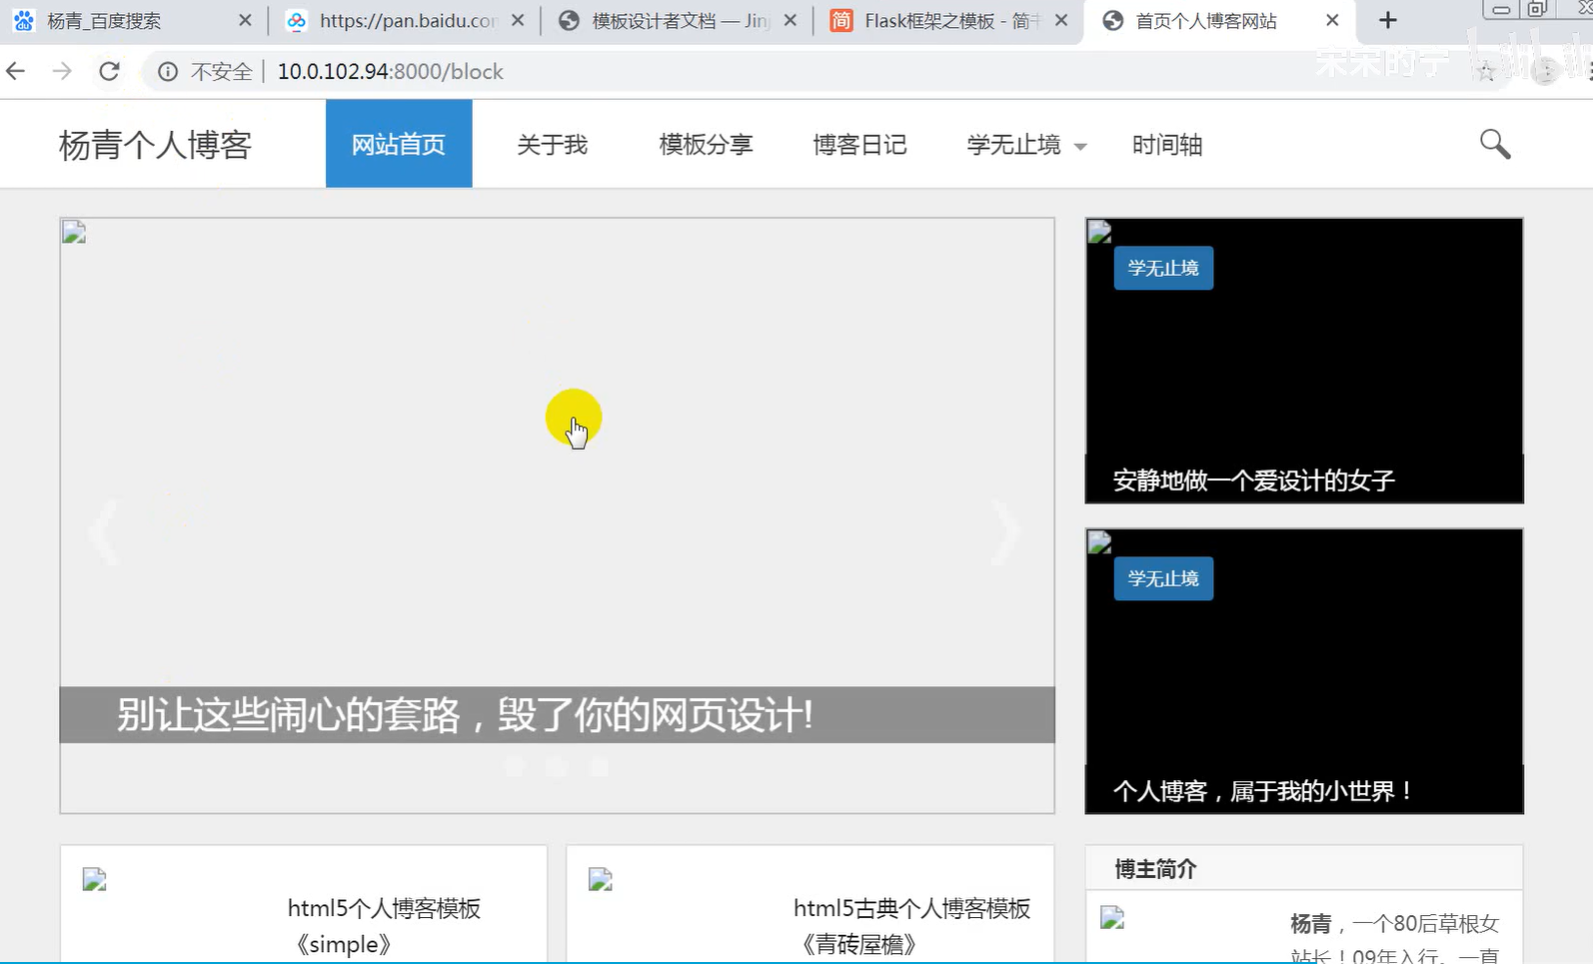 杨青_百度搜索
https://pan.baidu.con
模板设计者文档 — Jinj
简 Flask框架之模板 - 简书
首页个人博客网站
不安全 10.0.102.94:8000/block
亲亲的宁
杨青个人博客
网站首页 关于我 模板分享 博客日记 学无止境 时间轴
学无止境
安静地做一个爱设计的女子
别让这些闹心的套路，毁了你的网页设计!
学无止境
个人博客，属于我的小世界！
html5个人博客模板
《simple》
html5古典个人博客模板
《青砖屋檐》
博主简介
杨青，一个80后草根女
站长！09年入行。一直